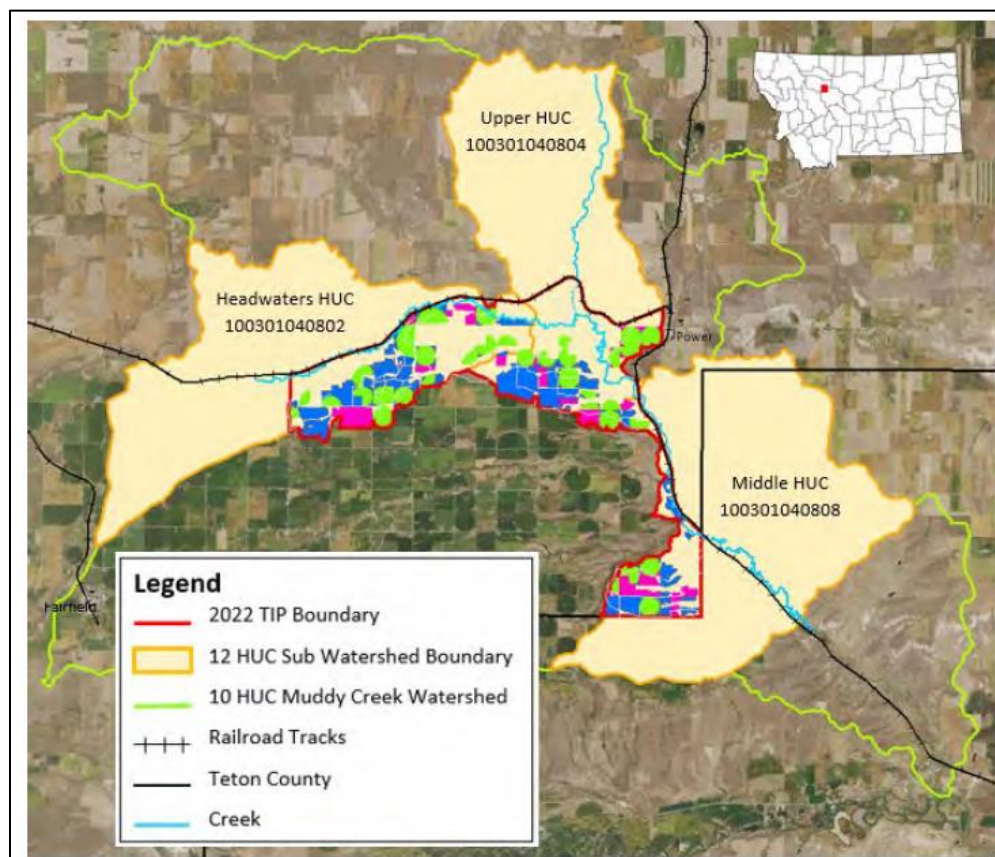 Upper HUC
100301040804
Headwaters HUC
100301040802
Power
Middle HUC
100301040808
Fairfield
Legend
2022 TIP Boundary
12 HUC Sub Watershed Boundary
10 HUC Muddy Creek Watershed
Railroad Tracks
Teton County
Creek